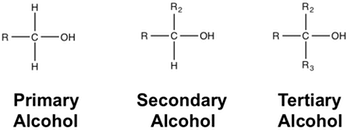 H R2 R2
R C OH R C OH R C OH
H H R3
Primary Secondary Tertiary
Alcohol Alcohol Alcohol